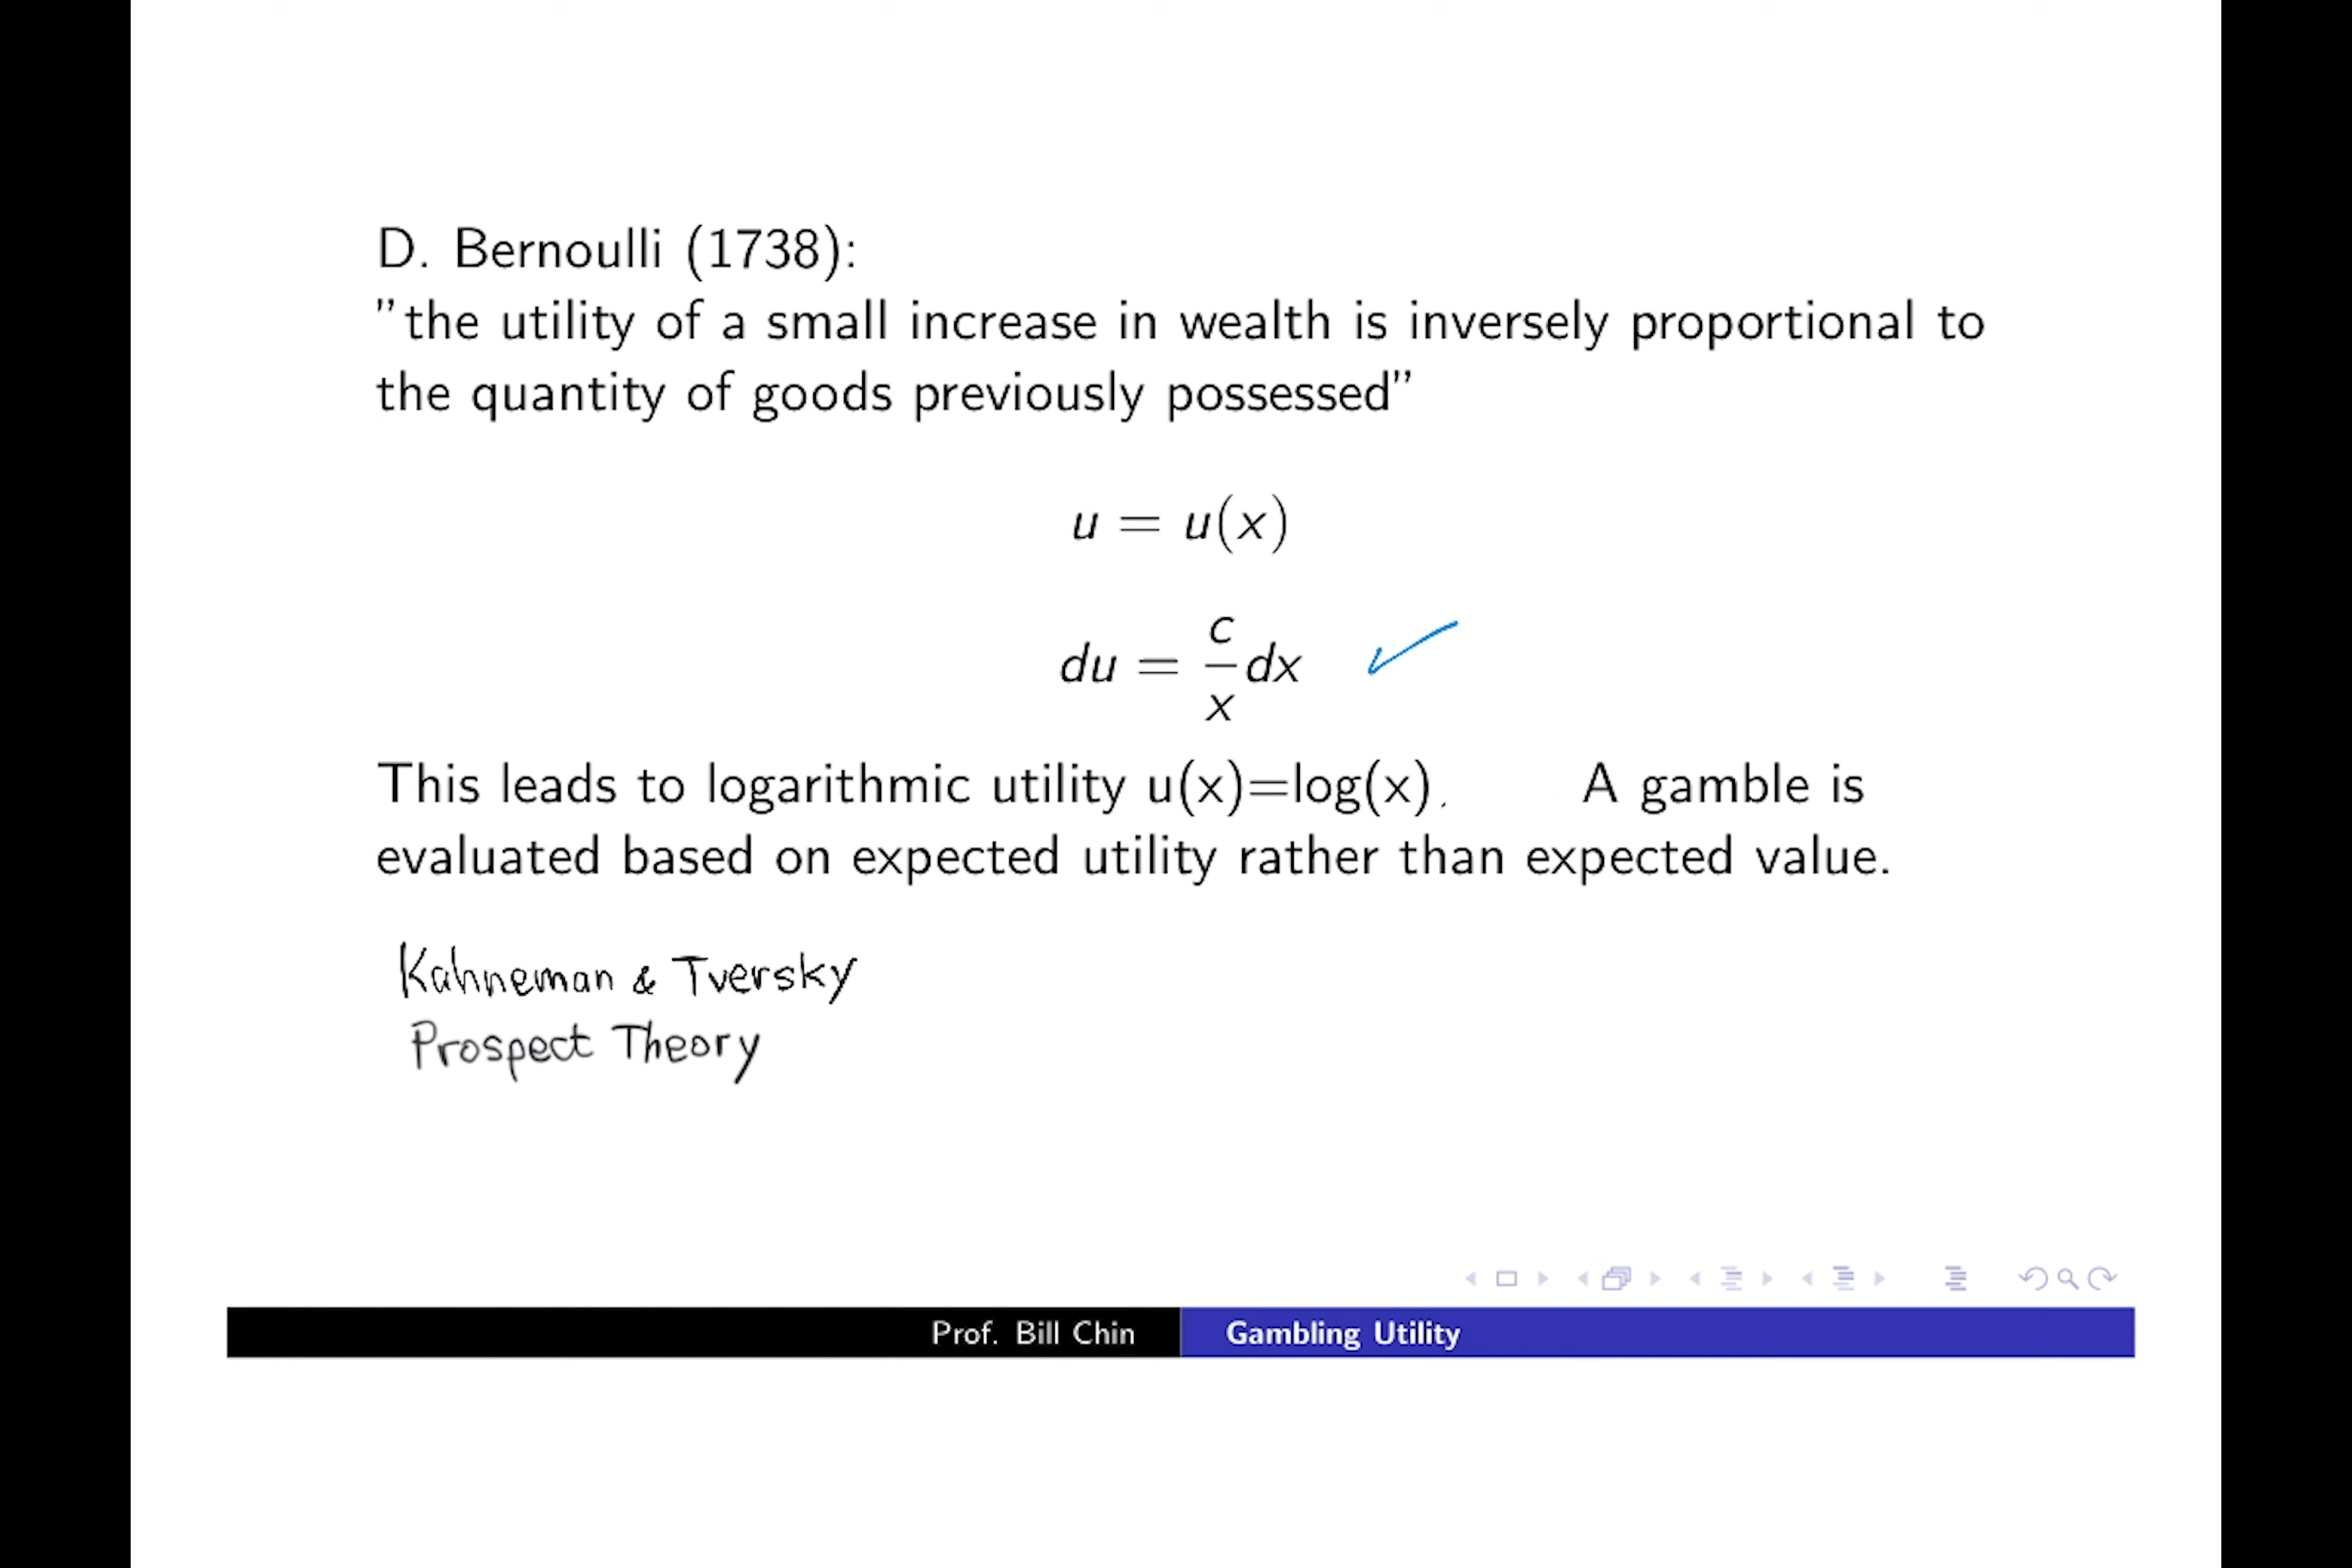 D. Bernoulli (1738):
”the utility of a small increase in wealth is inversely proportional to
the quantity of goods previously possessed”
u = u(x)
du = c/x dx
This leads to logarithmic utility u(x)=log(x). A gamble is
evaluated based on expected utility rather than expected value.
Kahneman & Tversky
Prospect Theory
Prof. Bill Chin Gambling Utility